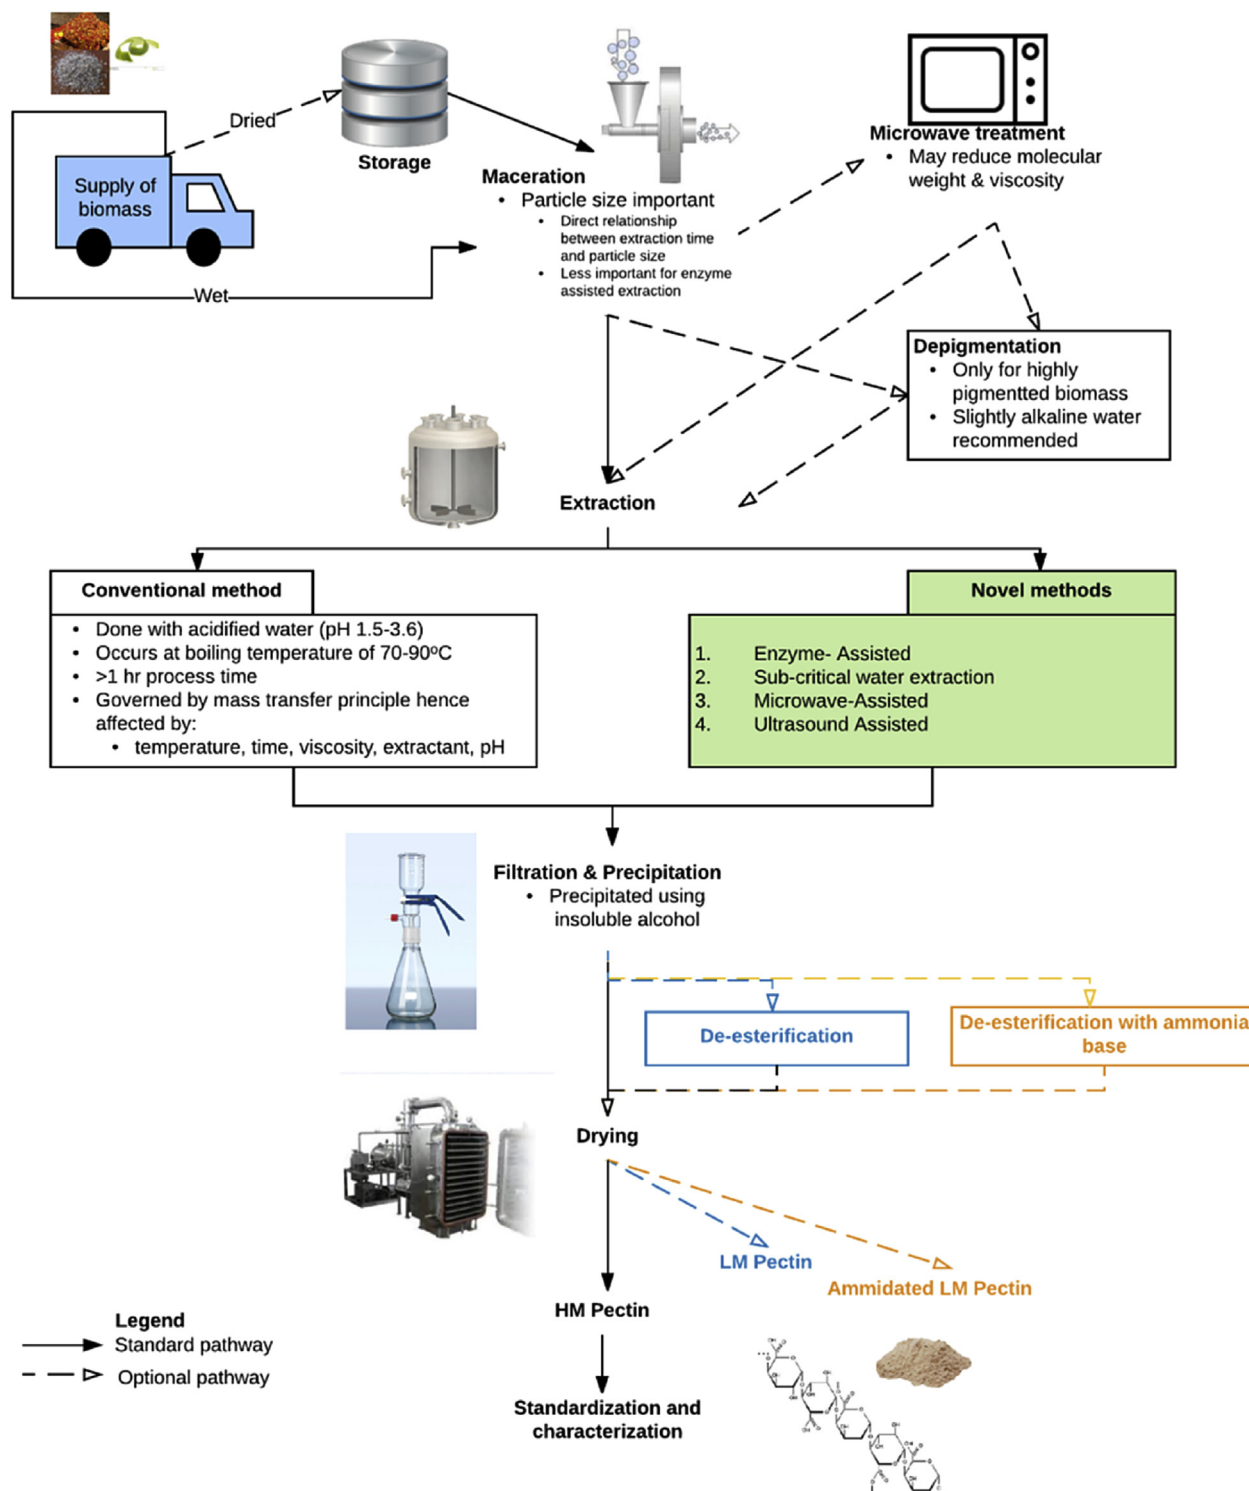 Dried
Storage
Supply of
biomass
Wet
Maceration
• Particle size important
• Direct relationship
between extraction time
and particle size
• Less important for enzyme
assisted extraction
Microwave treatment
• May reduce molecular
weight & viscosity
Depigmentation
• Only for highly
pigmentted biomass
• Slightly alkaline water
recommended
Extraction
Conventional method
• Done with acidified water (pH 1.5-3.6)
• Occurs at boiling temperature of 70-90ºC
• >1 hr process time
• Governed by mass transfer principle hence
affected by:
• temperature, time, viscosity, extractant, pH
Novel methods
1. Enzyme- Assisted
2. Sub-critical water extraction
3. Microwave-Assisted
4. Ultrasound Assisted
Filtration & Precipitation
• Precipitated using
insoluble alcohol
De-esterification
De-esterification with ammonia
base
Drying
LM Pectin
Ammidated LM Pectin
HM Pectin
Standardization and
characterization
Legend
Standard pathway
Optional pathway